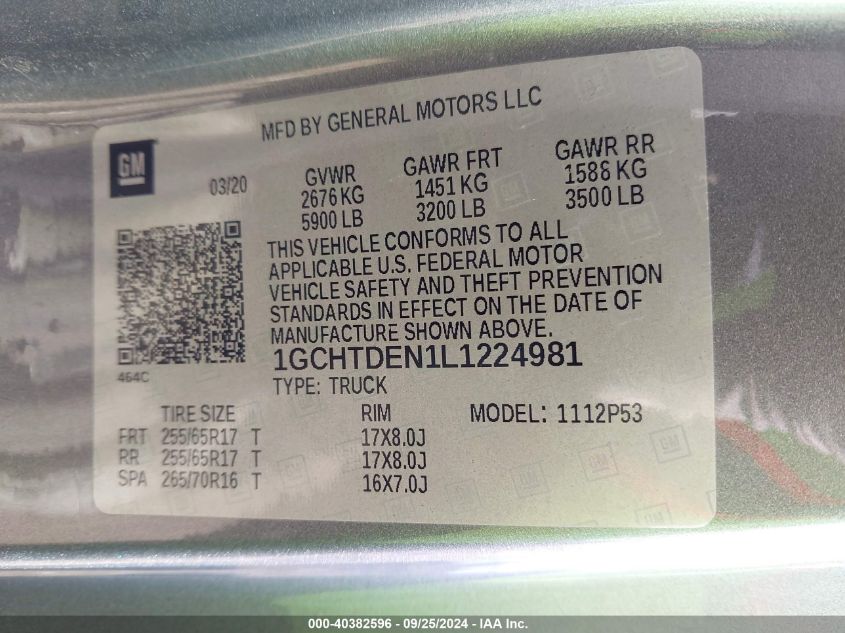 MFD BY GENERAL MOTORS LLC
GM
03/20
GVWR GAWR FRT GAWR RR
2676 KG 1451 KG 1588 KG
5900 LB 3200 LB 3500 LB
THIS VEHICLE CONFORMS TO ALL
APPLICABLE U.S. FEDERAL MOTOR
VEHICLE SAFETY AND THEFT PREVENTION
STANDARDS IN EFFECT ON THE DATE OF
MANUFACTURE SHOWN ABOVE.
1GCHTDEN1L1224981
464C
TYPE: TRUCK
TIRE SIZE RIM MODEL: 1112P53
FRT 255/65R17 T 17X8.0J
RR 255/65R17 T 17X8.0J
SPA 265/70R16 T 16X7.0J
000-40382596 - 09/25/2024 - IAA Inc.